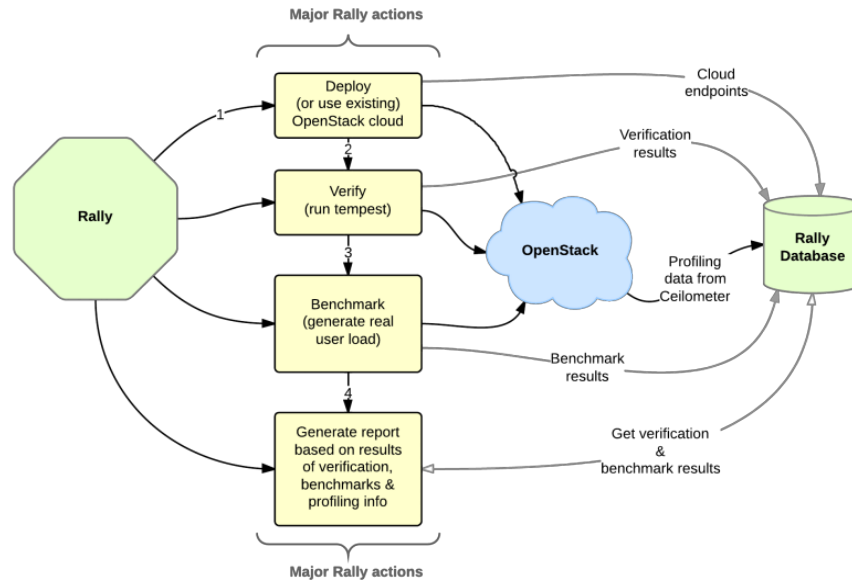 Major Rally actions
Deploy
(or use existing)
OpenStack cloud
Cloud
endpoints
1
2
Verification
results
Verify
(run tempest)
Rally
OpenStack
Rally
Database
3
Profiling
data from
Ceilometer
Benchmark
(generate real
user load)
Benchmark
results
4
Generate report
based on results
of verification,
benchmarks &
profiling info
Get verification
&
benchmark results
Major Rally actions